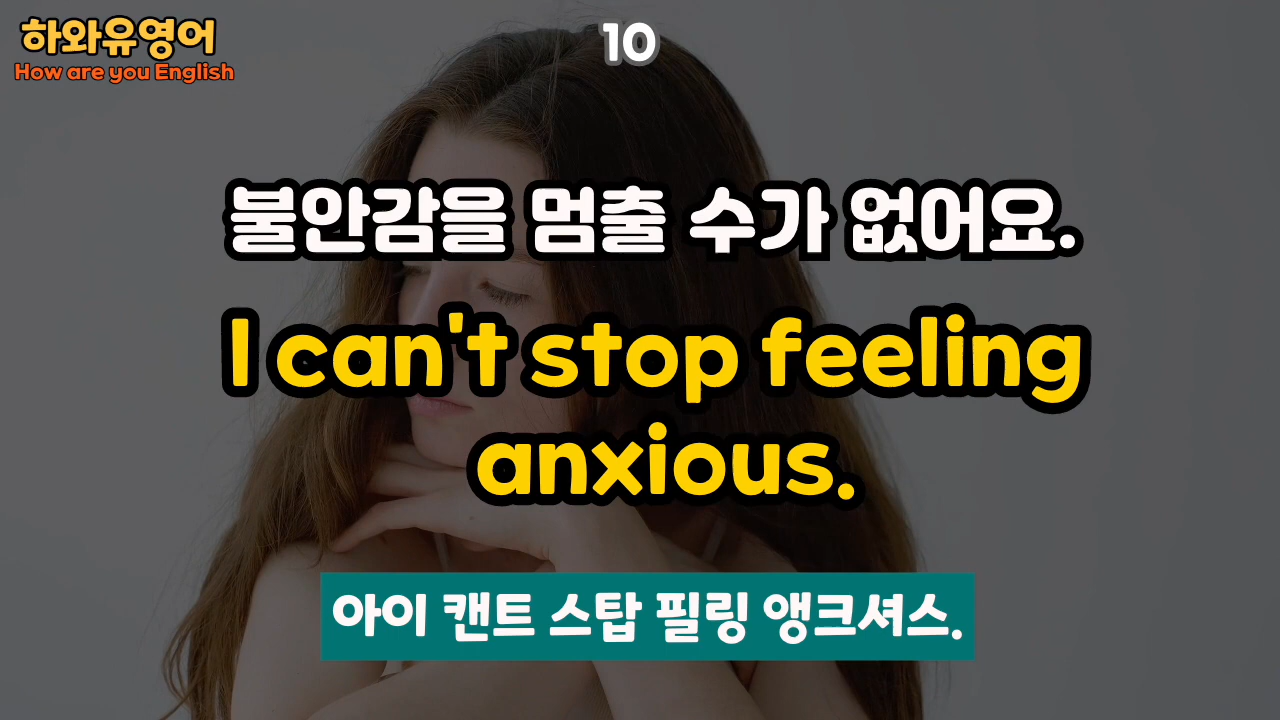 하와유영어
How are you English
10
불안감을 멈출 수가 없어요.
I can't stop feeling
anxious.
아이 캔트 스탑 필링 앵크셔스.